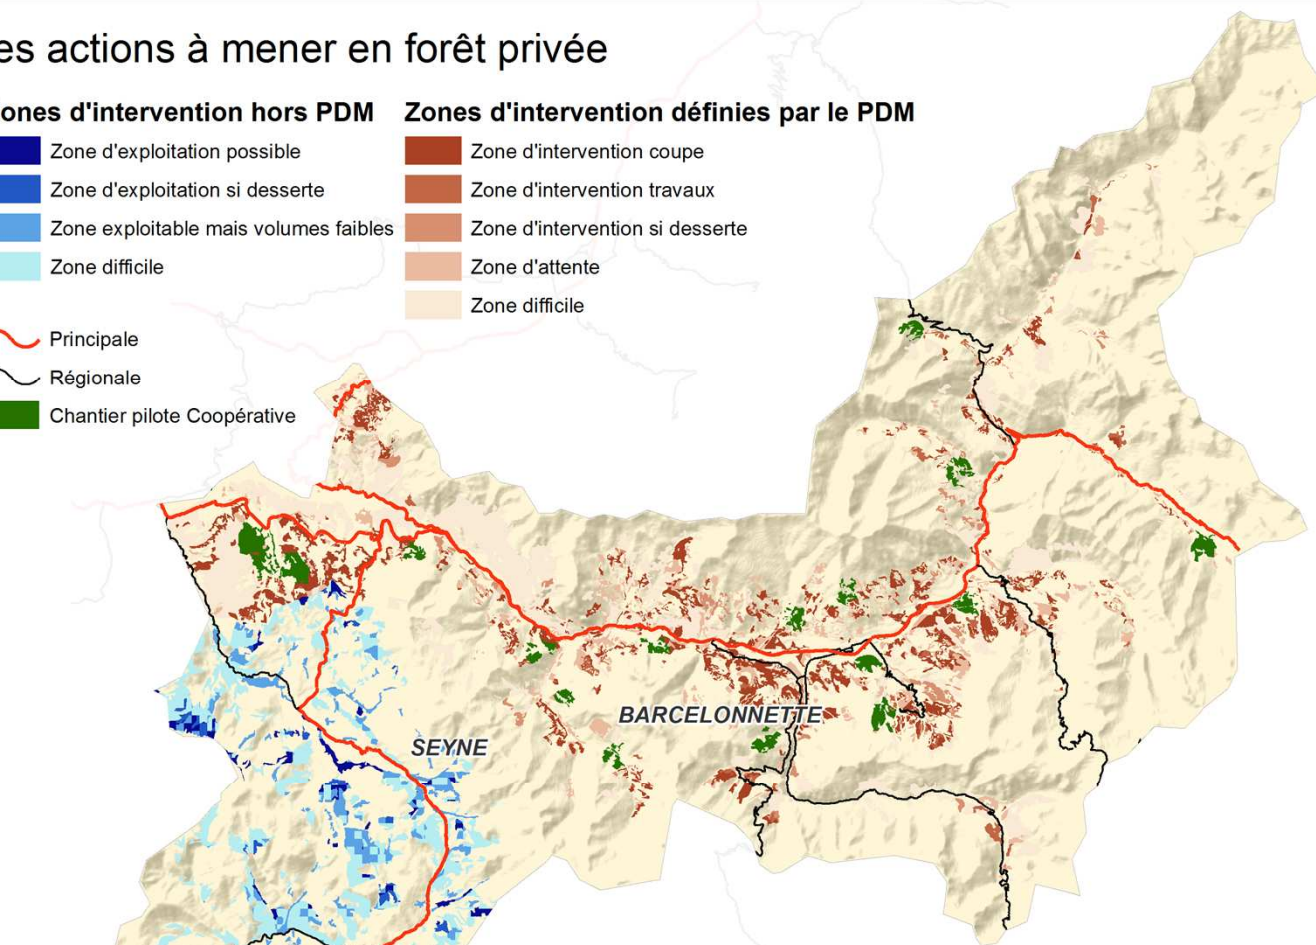 es actions à mener en forêt privée
ones d'intervention hors PDM
Zone d'exploitation possible
Zone d'exploitation si desserte
Zone exploitable mais volumes faibles
Zone difficile
Principale
Régionale
Chantier pilote Coopérative
Zones d'intervention définies par le PDM
Zone d'intervention coupe
Zone d'intervention travaux
Zone d'intervention si desserte
Zone d'attente
Zone difficile
BARCELONNETTE
SEYNE